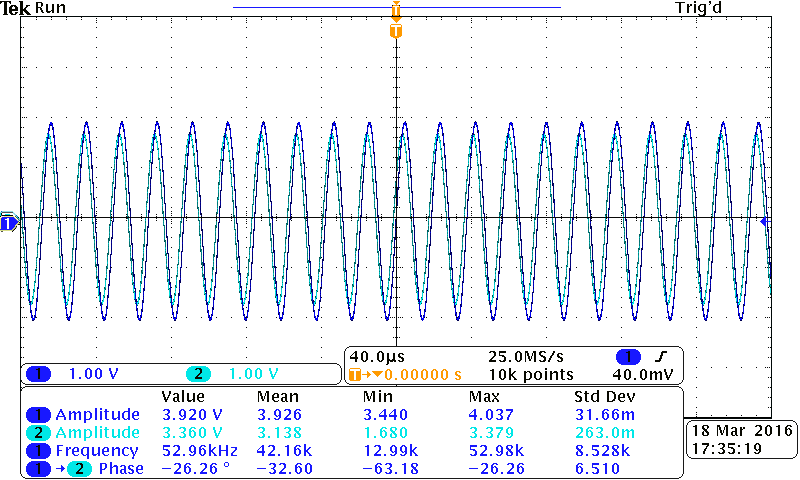 Tek Run Trig'd
T
T
1
1 1.00 V 2 1.00 V
40.0µs 25.0MS/s 1
T→▼0.00000 s 10k points 40.0mV
Value Mean Min Max Std Dev
1 Amplitude 3.920 V 3.926 3.440 4.037 31.66m
2 Amplitude 3.360 V 3.138 1.680 3.379 263.0m
1 Frequency 52.96kHz 42.16k 12.99k 52.98k 8.528k
1 → 2 Phase −26.26 ° −32.60 −63.18 −26.26 6.510
18 Mar 2016
17:35:19